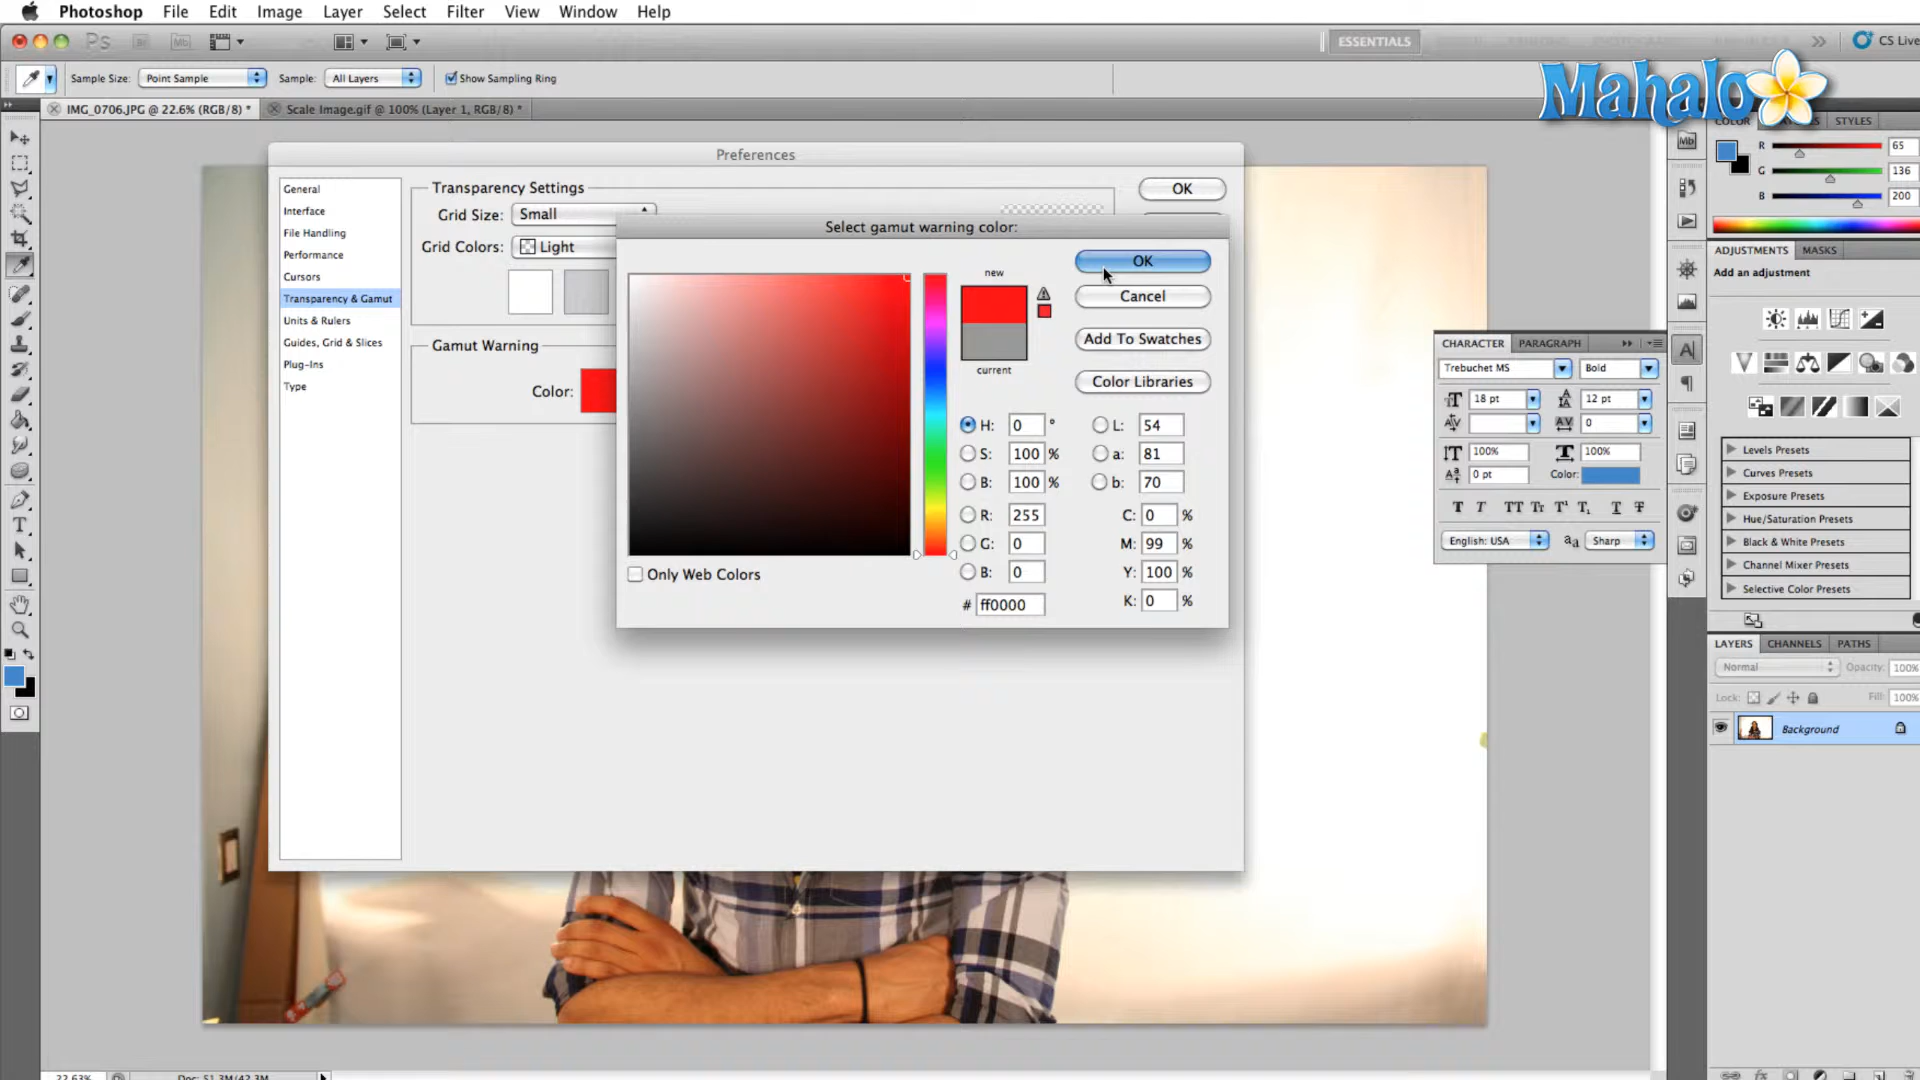 Photoshop File Edit Image Layer Select Filter View Window Help
Ps Br Mb ESSENTIALS CS Live
Sample Size: Point Sample Sample: All Layers Show Sampling Ring
Mahalo
IMG_0706.JPG @ 22.6% (RGB/8) * Scale Image.gif @ 100% (Layer 1, RGB/8) *
COLOR STYLES
R 65
G 136
B 200
Preferences
General
Interface
File Handling
Performance
Cursors
Transparency & Gamut
Units & Rulers
Guides, Grid & Slices
Plug-Ins
Type
Transparency Settings
Grid Size: Small
Grid Colors: Light
OK
Gamut Warning
Color:
Select gamut warning color:
new
current
OK
Cancel
Add To Swatches
Color Libraries
H: 0 ° L: 54
S: 100 % a: 81
B: 100 % b: 70
R: 255 C: 0 %
G: 0 M: 99 %
B: 0 Y: 100 %
# ff0000 K: 0 %
Only Web Colors
CHARACTER PARAGRAPH
Trebuchet MS Bold
18 pt 12 pt
0
100% 100%
0 pt Color:
English: USA Sharp
ADJUSTMENTS MASKS
Add an adjustment
Levels Presets
Curves Presets
Exposure Presets
Hue/Saturation Presets
Black & White Presets
Channel Mixer Presets
Selective Color Presets
LAYERS CHANNELS PATHS
Normal Opacity: 100%
Lock: Fill: 100%
Background
22.63% Doc: 51.3M/42.3M